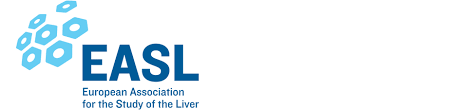 EASL
European Association
for the Study of the Liver